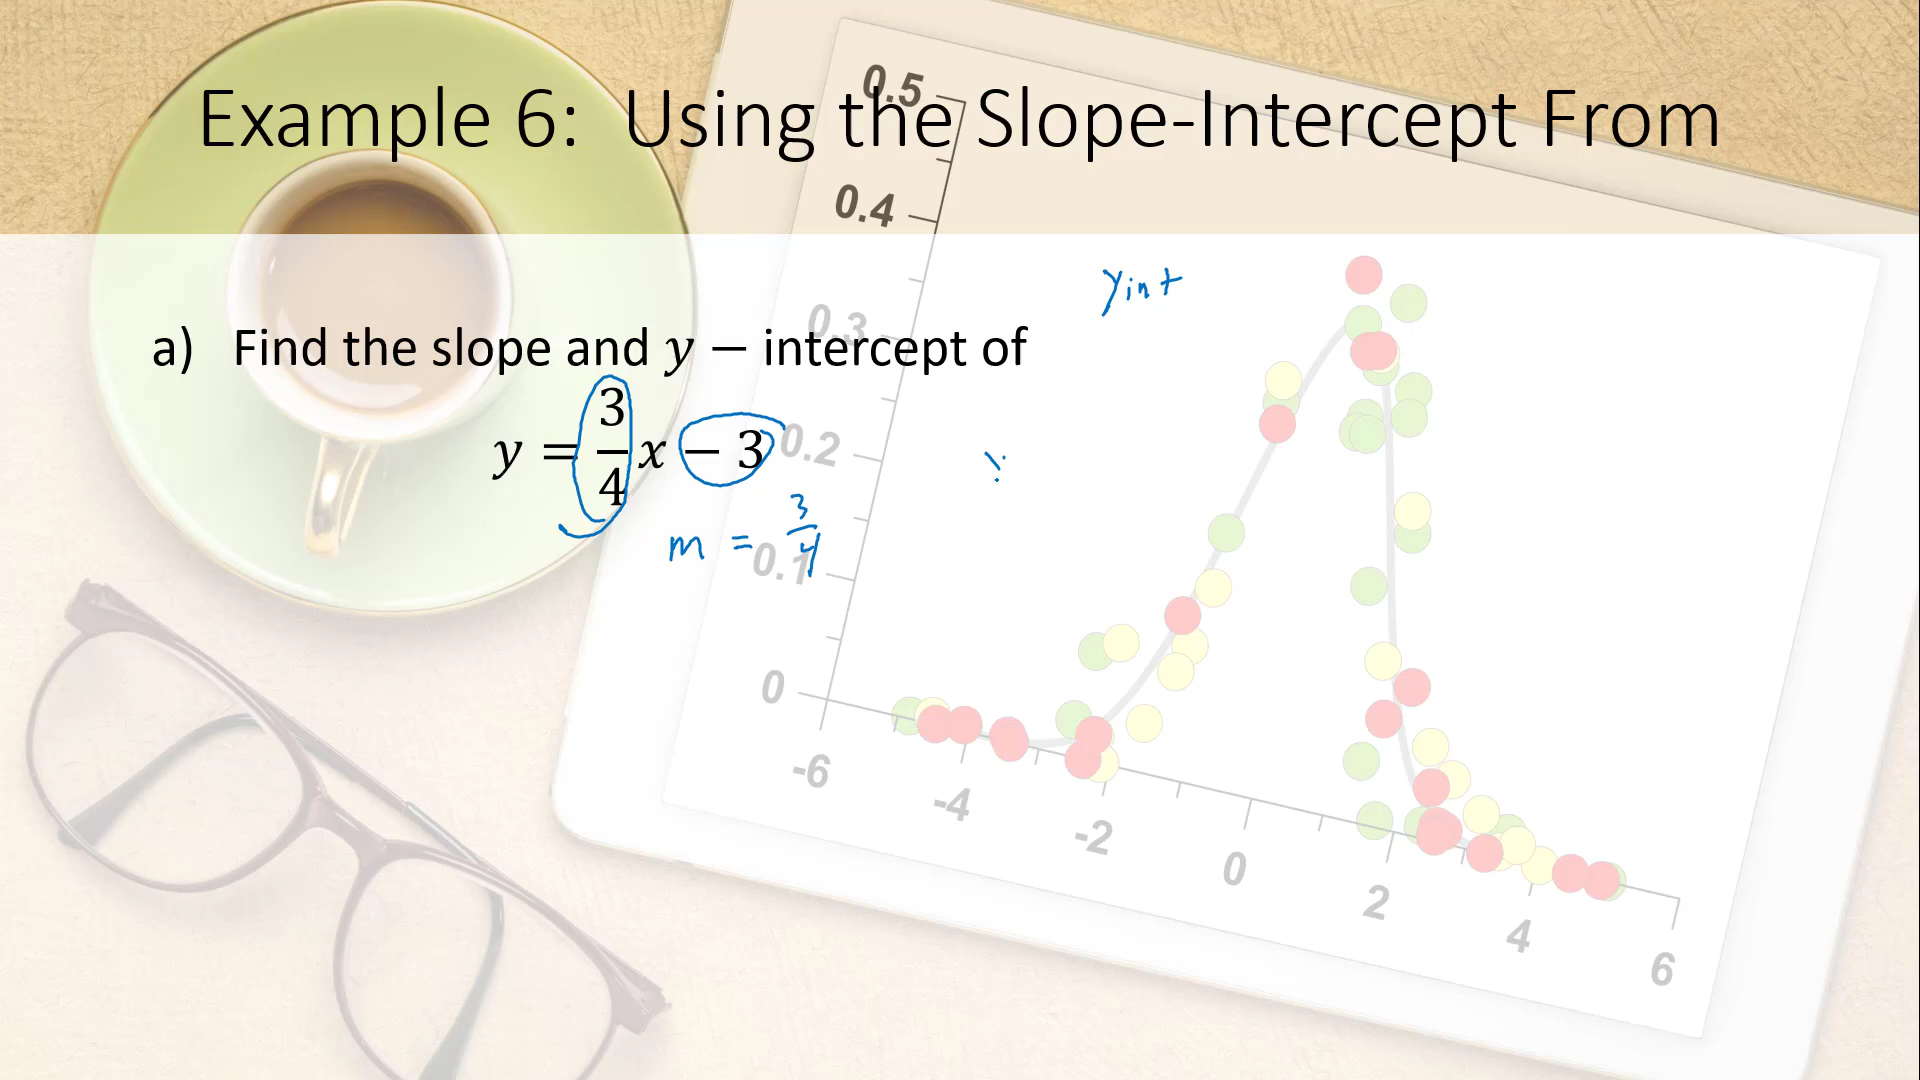 Example 6: Using the Slope-Intercept From
a) Find the slope and y – intercept of
y = 3/4 x – 3
m = 3/4
y int
0.5
0.4
0.3
0.2
0.1
0
-6
-4
-2
0
2
4
6